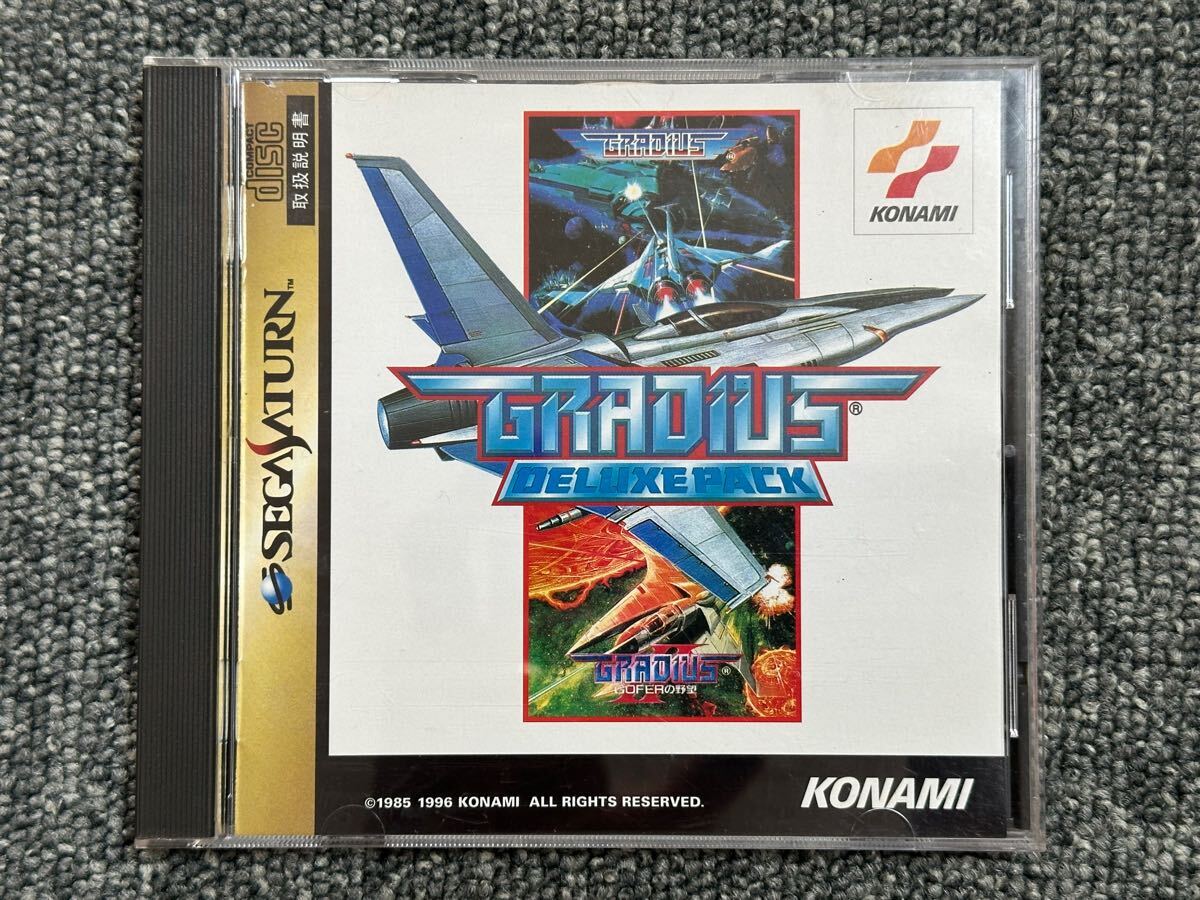 COMPACT
disc
取扱説明書
SEGA SATURN™
GRADIUS®
KONAMI
GRADIUS®
DELUXE PACK
GRADIUS®
II
GOFERの野望
©1985 1996 KONAMI ALL RIGHTS RESERVED.
KONAMI